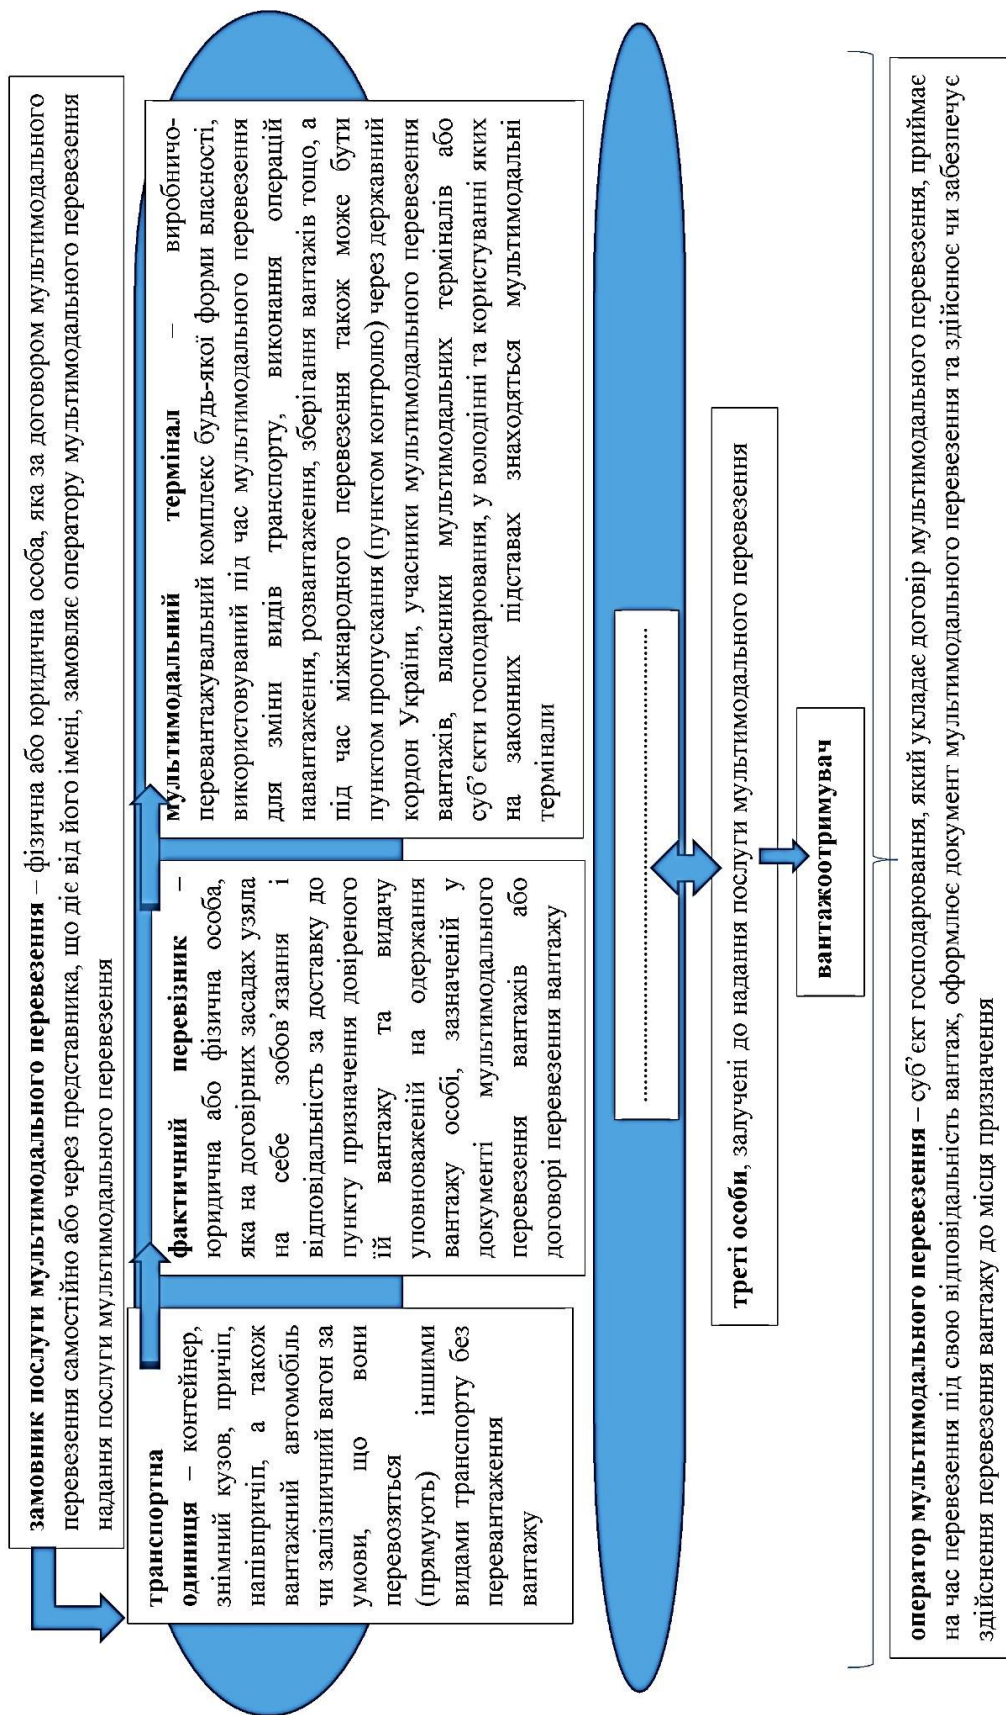 замовник послуги мультимодального перевезення – фізична або юридична особа, яка за договором мультимодального
перевезення самостійно або через представника, що діє від його імені, замовляє оператору мультимодального перевезення
надання послуги мультимодального перевезення
транспортна
одиниця – контейнер,
знімний кузов, причіп,
напівпричіп, а також
вантажний автомобіль
чи залізничний вагон за
умови, що вони
перевозяться
(прямують) іншими
видами транспорту без
перевантаження
вантажу
фактичний перевізник –
юридична або фізична особа,
яка на договірних засадах узяла
на себе зобов’язання і
відповідальність за доставку до
пункту призначення довіреного
їй вантажу та видачу
уповноваженій на одержання
вантажу особі, зазначеній у
документі мультимодального
перевезення вантажів або
договорі перевезення вантажу
мультимодальний термінал – виробничо-
перевантажувальний комплекс будь-якої форми власності,
використовуваний під час мультимодального перевезення
для зміни видів транспорту, виконання операцій
навантаження, розвантаження, зберігання вантажів тощо, а
під час міжнародного перевезення також може бути
пунктом пропускання (пунктом контролю) через державний
кордон України, учасники мультимодального перевезення
вантажів, власники мультимодальних терміналів або
суб’єкти господарювання, у володінні та користуванні яких
на законних підставах знаходяться мультимодальні
термінали
....................................
треті особи, залучені до надання послуги мультимодального перевезення
вантажоотримувач
оператор мультимодального перевезення – суб’єкт господарювання, який укладає договір мультимодального перевезення, приймає
на час перевезення під свою відповідальність вантаж, оформлює документ мультимодального перевезення та здійснює чи забезпечує
здійснення перевезення вантажу до місця призначення